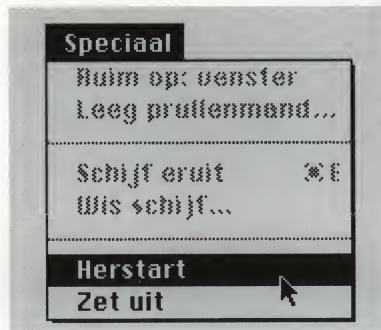 Speciaal
Ruim op: venster
Leeg prullenmand...
Schijf eruit ⌘E
Wis schijf...
Herstart
Zet uit